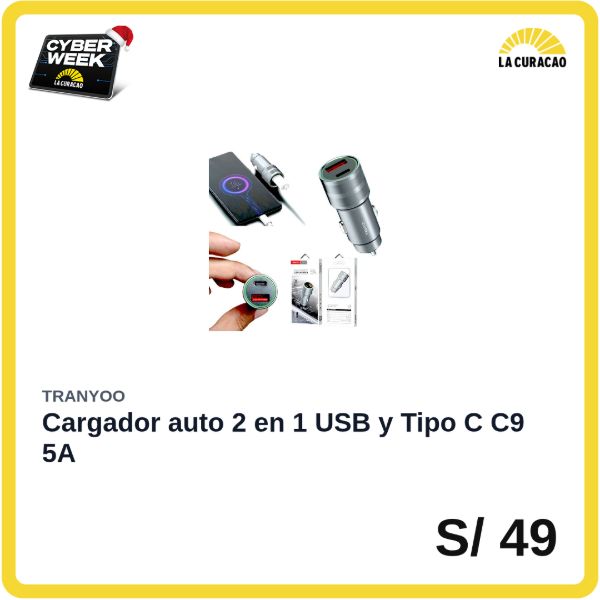 CYBER
WEEK
LA CURACAO
LA CURACAO
TRANYOO
Cargador auto 2 en 1 USB y Tipo C C9
5A
S/ 49